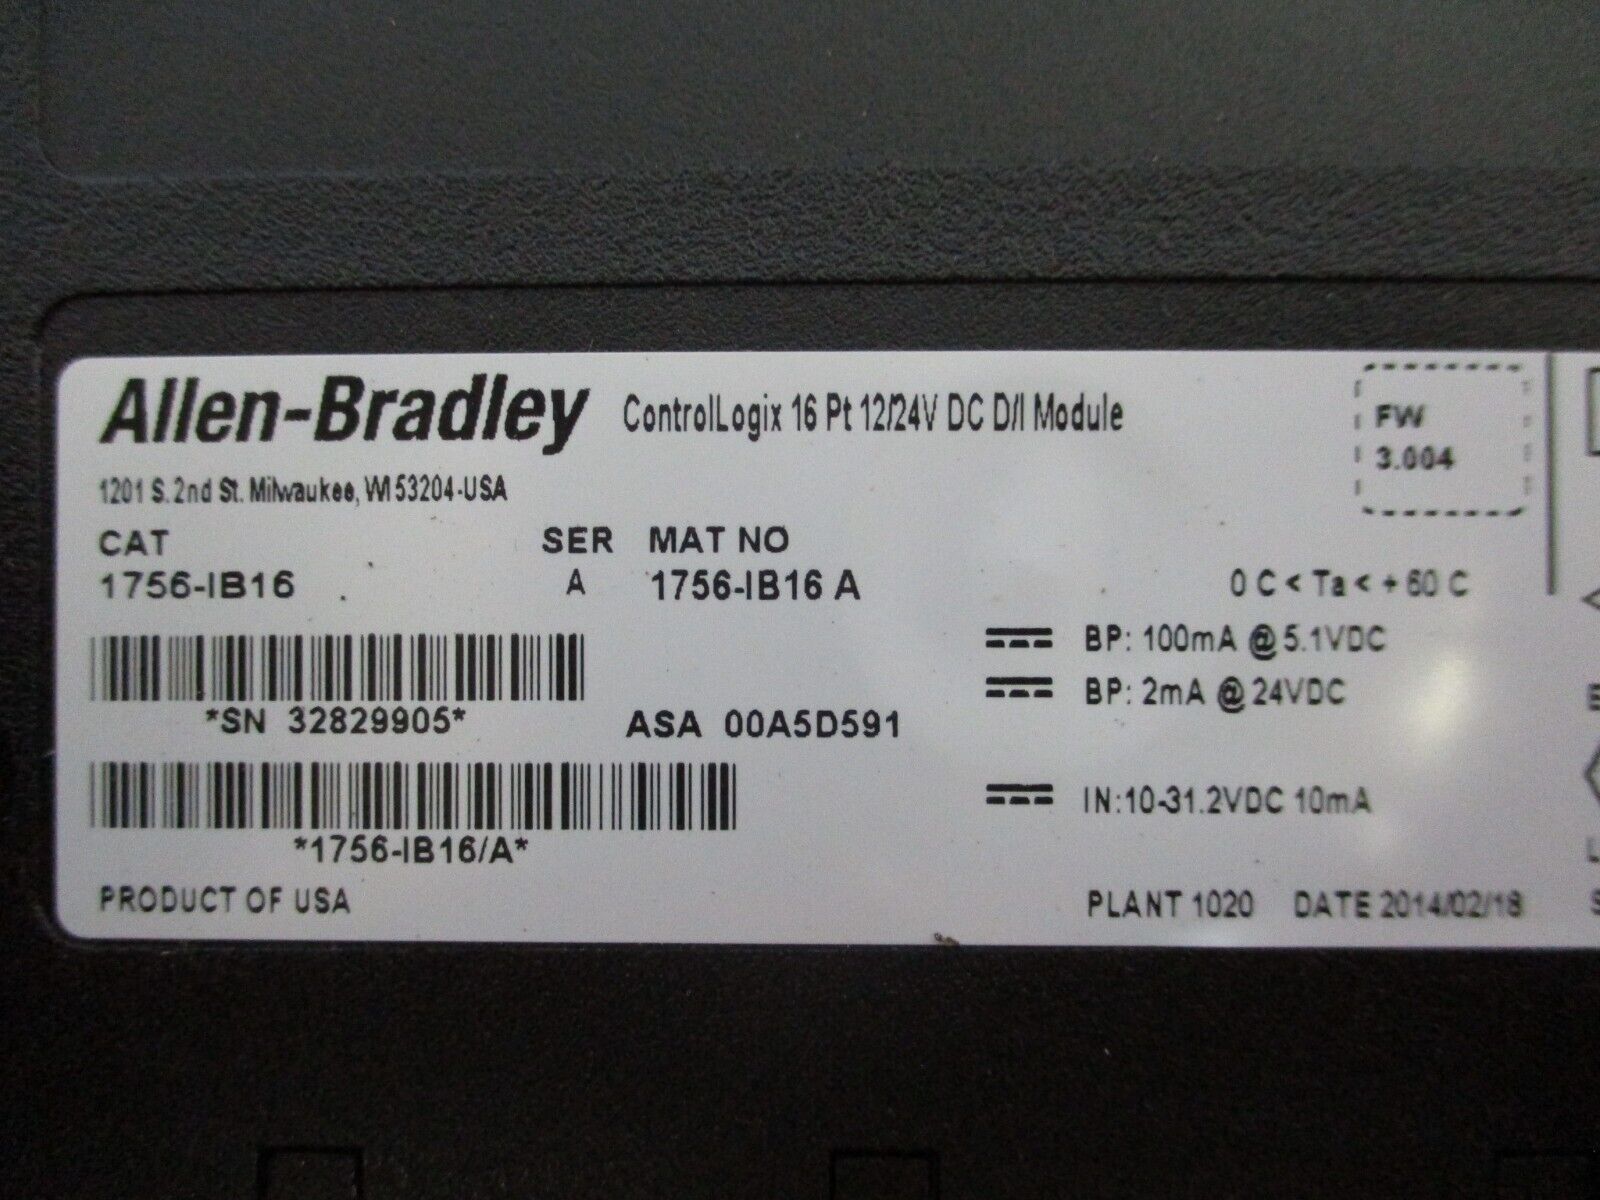 Allen-Bradley ControlLogix 16 Pt 12/24V DC D/I Module
FW
3.004
1201 S. 2nd St. Milwaukee, WI 53204-USA
CAT SER MAT NO
1756-IB16 A 1756-IB16 A
0 C < Ta < + 60 C
BP: 100mA @ 5.1VDC
BP: 2mA @ 24VDC
*SN 32829905* ASA 00A5D591
IN:10-31.2VDC 10mA
*1756-IB16/A*
PRODUCT OF USA
PLANT 1020 DATE 2014/02/18